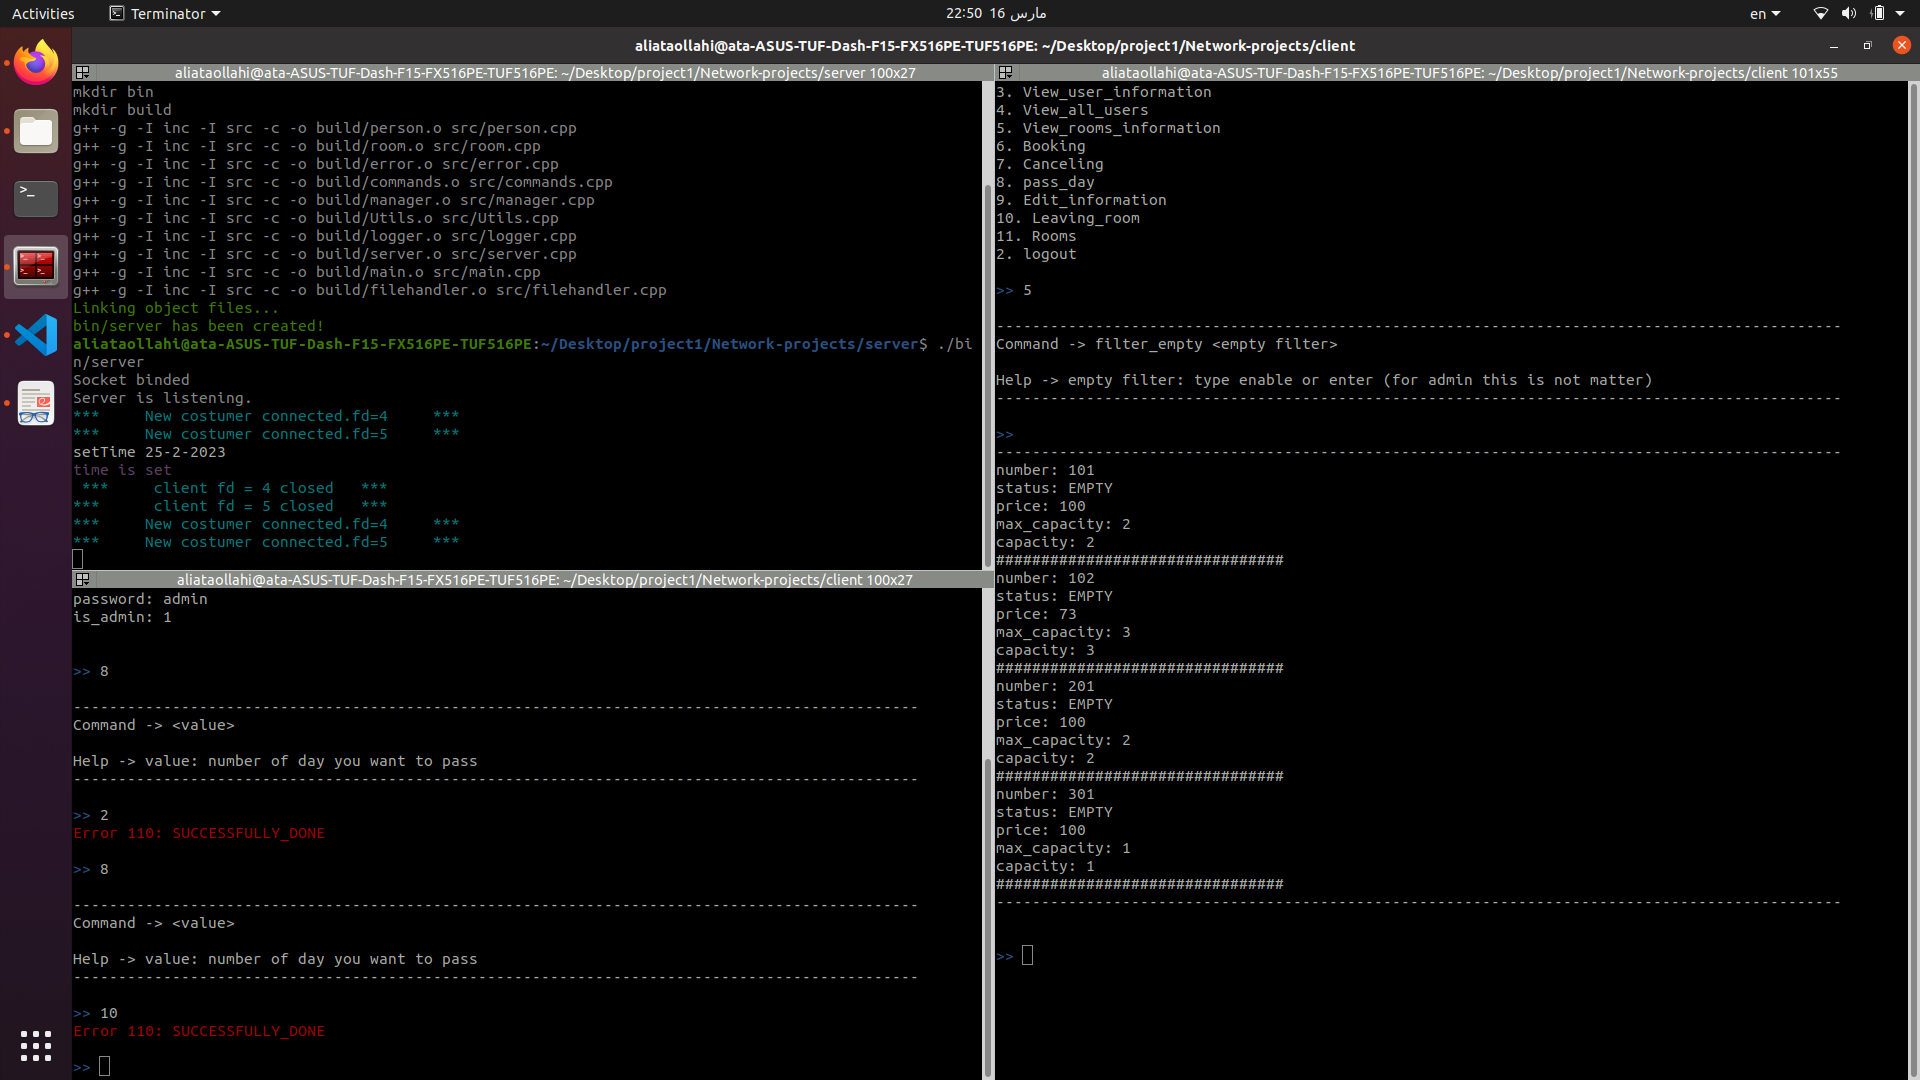 Activities
Terminator
22:50 16 مارس
en
aliataollahi@ata-ASUS-TUF-Dash-F15-FX516PE-TUF516PE: ~/Desktop/project1/Network-projects/client
aliataollahi@ata-ASUS-TUF-Dash-F15-FX516PE-TUF516PE: ~/Desktop/project1/Network-projects/server 100x27
mkdir bin
mkdir build
g++ -g -I inc -I src -c -o build/person.o src/person.cpp
g++ -g -I inc -I src -c -o build/room.o src/room.cpp
g++ -g -I inc -I src -c -o build/error.o src/error.cpp
g++ -g -I inc -I src -c -o build/commands.o src/commands.cpp
g++ -g -I inc -I src -c -o build/manager.o src/manager.cpp
g++ -g -I inc -I src -c -o build/Utils.o src/Utils.cpp
g++ -g -I inc -I src -c -o build/logger.o src/logger.cpp
g++ -g -I inc -I src -c -o build/server.o src/server.cpp
g++ -g -I inc -I src -c -o build/main.o src/main.cpp
g++ -g -I inc -I src -c -o build/filehandler.o src/filehandler.cpp
Linking object files...
bin/server has been created!
aliataollahi@ata-ASUS-TUF-Dash-F15-FX516PE-TUF516PE:~/Desktop/project1/Network-projects/server$ ./bi
n/server
Socket binded
Server is listening.
***     New costumer connected.fd=4     ***
***     New costumer connected.fd=5     ***
setTime 25-2-2023
time is set
 ***     client fd = 4 closed   ***
***      client fd = 5 closed   ***
***     New costumer connected.fd=4     ***
***     New costumer connected.fd=5     ***
aliataollahi@ata-ASUS-TUF-Dash-F15-FX516PE-TUF516PE: ~/Desktop/project1/Network-projects/client 100x27
password: admin
is_admin: 1
>> 8
----------------------------------------------------------------------------------------------
Command -> <value>
Help -> value: number of day you want to pass
----------------------------------------------------------------------------------------------
>> 2
Error 110: SUCCESSFULLY_DONE
>> 8
----------------------------------------------------------------------------------------------
Command -> <value>
Help -> value: number of day you want to pass
----------------------------------------------------------------------------------------------
>> 10
Error 110: SUCCESSFULLY_DONE
>>
aliataollahi@ata-ASUS-TUF-Dash-F15-FX516PE-TUF516PE: ~/Desktop/project1/Network-projects/client 101x55
3. View_user_information
4. View_all_users
5. View_rooms_information
6. Booking
7. Canceling
8. pass_day
9. Edit_information
10. Leaving_room
11. Rooms
2. logout
>> 5
----------------------------------------------------------------------------------------------
Command -> filter_empty <empty filter>
Help -> empty filter: type enable or enter (for admin this is not matter)
----------------------------------------------------------------------------------------------
>>
----------------------------------------------------------------------------------------------
number: 101
status: EMPTY
price: 100
max_capacity: 2
capacity: 2
################################
number: 102
status: EMPTY
price: 73
max_capacity: 3
capacity: 3
################################
number: 201
status: EMPTY
price: 100
max_capacity: 2
capacity: 2
################################
number: 301
status: EMPTY
price: 100
max_capacity: 1
capacity: 1
################################
----------------------------------------------------------------------------------------------
>>